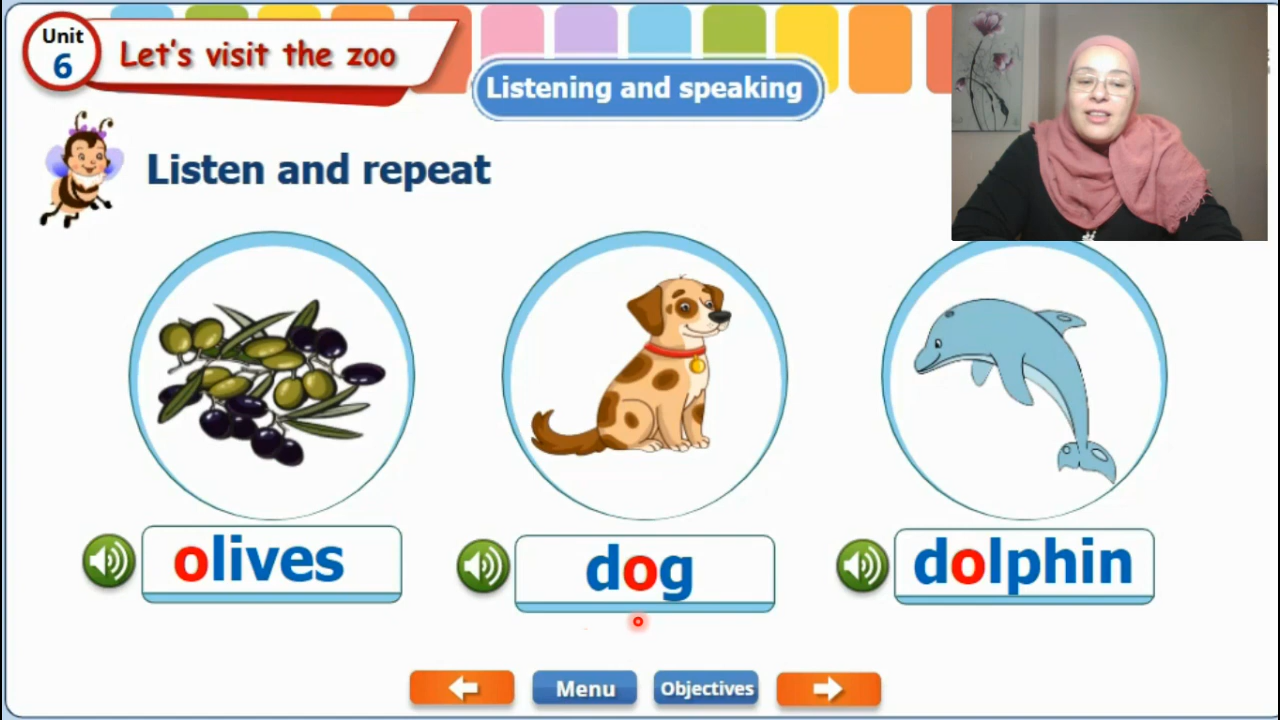 Unit
6
Let's visit the zoo
Listening and speaking
Listen and repeat
olives
dog
dolphin
Menu
Objectives